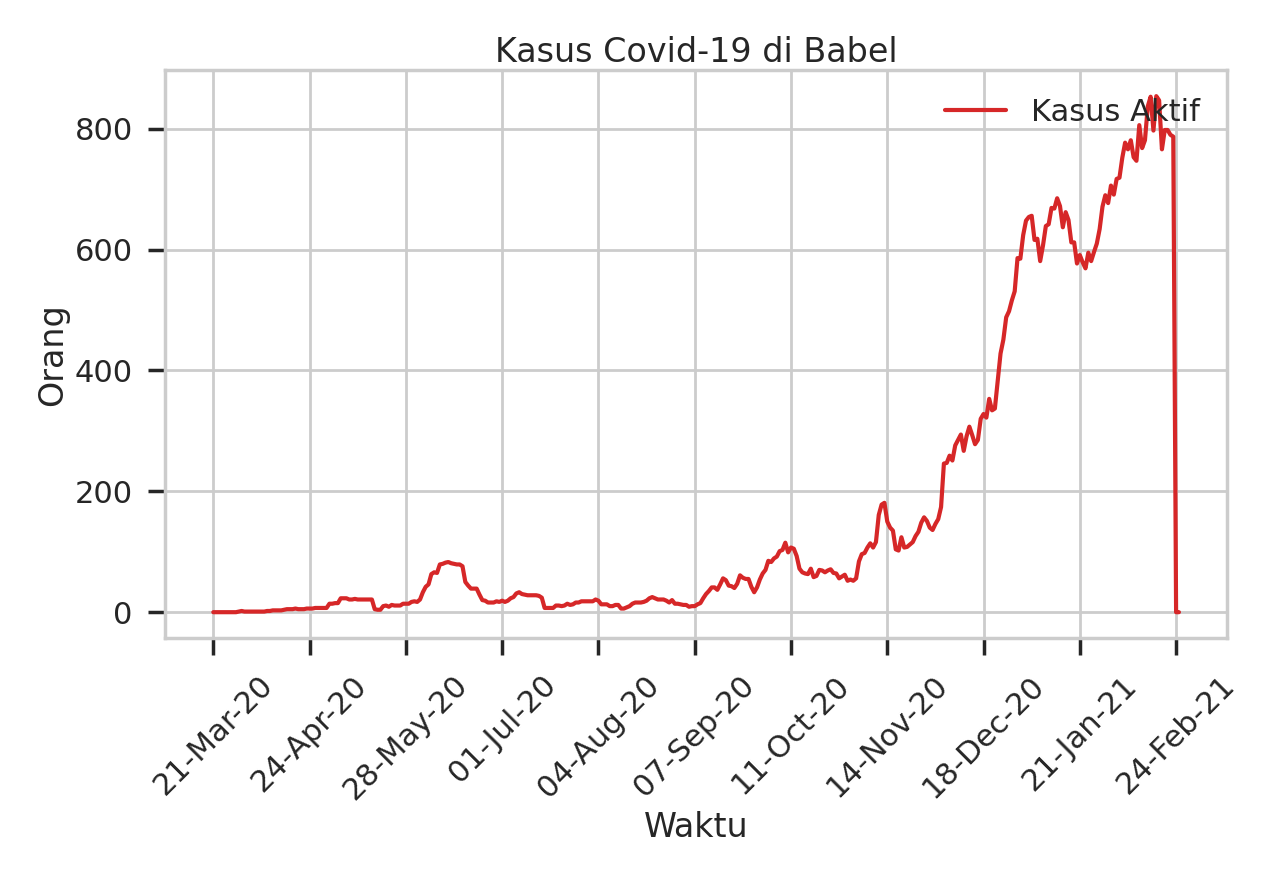 Kasus Covid-19 di Babel
Kasus Aktif
800
600
400
200
0
Orang
21-Mar-20
24-Apr-20
28-May-20
01-Jul-20
04-Aug-20
07-Sep-20
11-Oct-20
14-Nov-20
18-Dec-20
21-Jan-21
24-Feb-21
Waktu